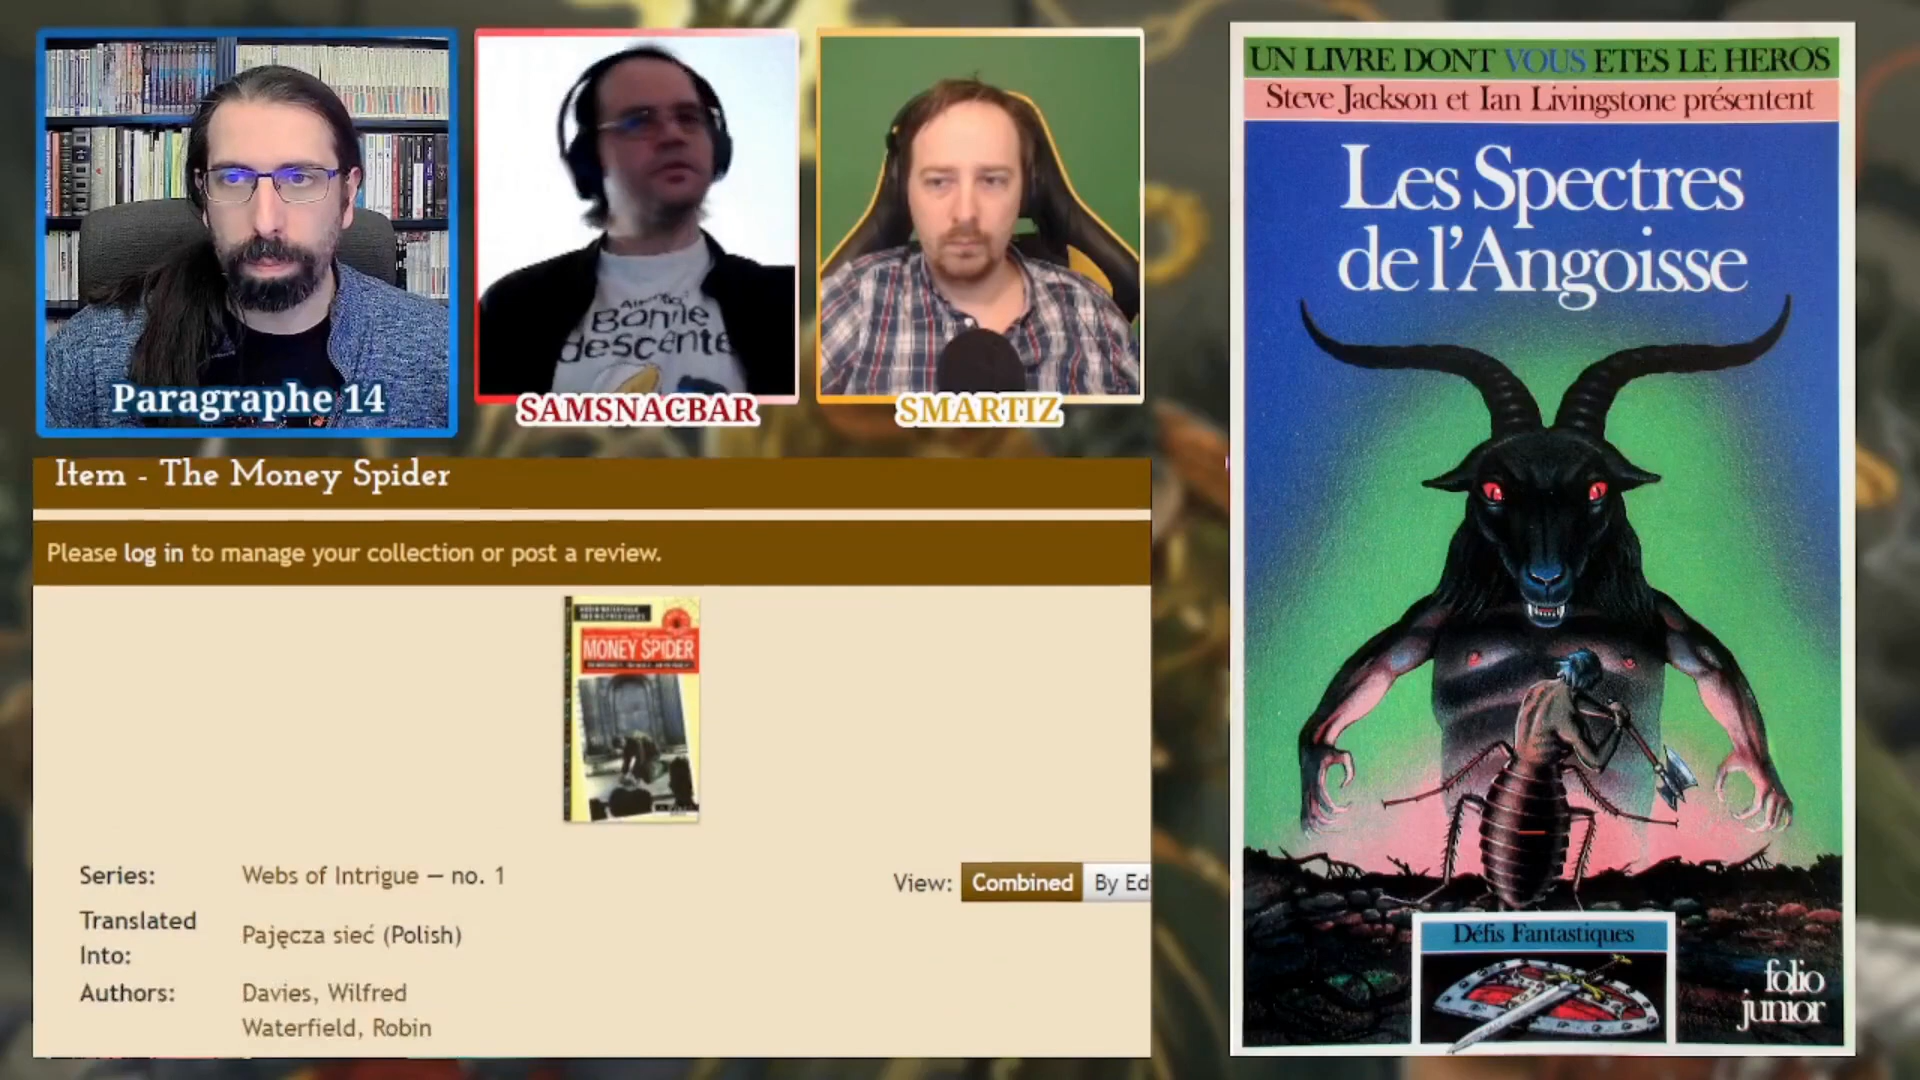 Paragraphe 14
Bonne
descente
SAMSNACBAR
SMARTIZ
UN LIVRE DONT VOUS ETES LE HEROS
Steve Jackson et Ian Livingstone présentent
Les Spectres
de l'Angoisse
Défis Fantastiques
folio
junior
Item - The Money Spider
Please log in to manage your collection or post a review.
MONEY SPIDER
Series: Webs of Intrigue — no. 1
View: Combined By Ed
Translated
Into: Pajęcza sieć (Polish)
Authors: Davies, Wilfred
Waterfield, Robin